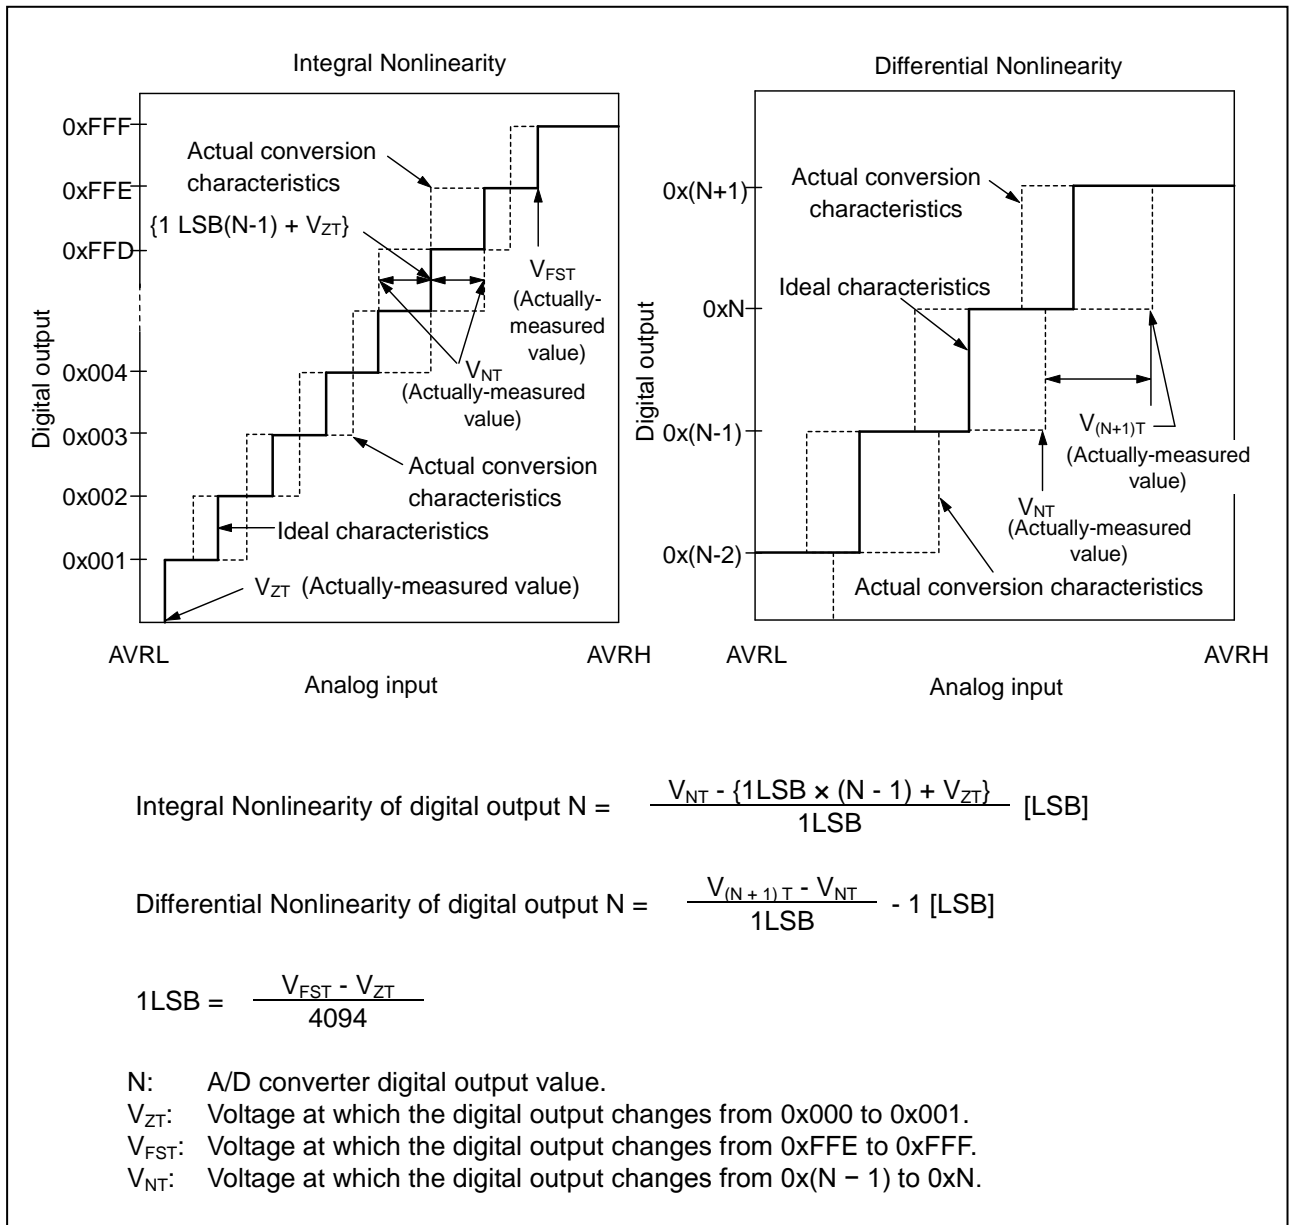 Integral Nonlinearity
0xFFF
0xFFE
0xFFD
0x004
0x003
0x002
0x001
Digital output
Actual conversion
characteristics
{1 LSB(N-1) + VZT}
VFST
(Actually-
measured
value)
VNT
(Actually-measured
value)
Actual conversion
characteristics
Ideal characteristics
VZT (Actually-measured value)
AVRL
AVRH
Analog input
Differential Nonlinearity
0x(N+1)
0xN
0x(N-1)
0x(N-2)
Digital output
Actual conversion
characteristics
Ideal characteristics
V(N+1)T
(Actually-measured
value)
VNT
(Actually-measured
value)
Actual conversion characteristics
AVRL
AVRH
Analog input
Integral Nonlinearity of digital output N = VNT - {1LSB × (N - 1) + VZT} / 1LSB [LSB]
Differential Nonlinearity of digital output N = V(N + 1) T - VNT / 1LSB - 1 [LSB]
1LSB = VFST - VZT / 4094
N: A/D converter digital output value.
VZT: Voltage at which the digital output changes from 0x000 to 0x001.
VFST: Voltage at which the digital output changes from 0xFFE to 0xFFF.
VNT: Voltage at which the digital output changes from 0x(N − 1) to 0xN.